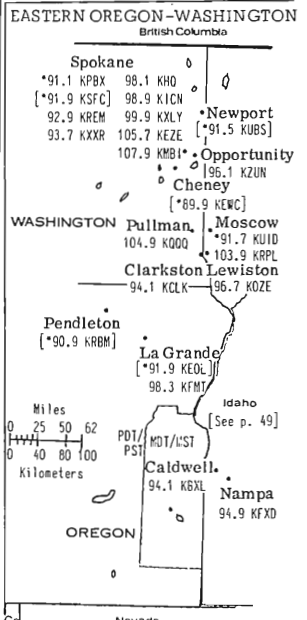 EASTERN OREGON-WASHINGTON
British Columbia
Spokane
*91.1 KPBX 98.1 KHQ
[*91.9 KSFC] 98.9 KICN
92.9 KREM 99.9 KXLY
93.7 KXXR 105.7 KEZE
107.9 KMBI
Newport
[*91.5 KUBS]
Opportunity
96.1 KZUN
Cheney
[*89.9 KEWC]
WASHINGTON
Pullman
104.9 KQQQ
Moscow
*91.7 KUID
103.9 KRPL
Clarkston
94.1 KCLK
Lewiston
96.7 KOZE
Pendleton
[*90.9 KRBM]
La Grande
[*91.9 KEOL]
98.3 KFMT
Miles
0 25 50 62
0 40 80 100
Kilometers
Idaho
[See p. 49]
PDT/
PST
MDT/MST
Caldwell
94.1 KGXL
Nampa
94.9 KFXD
OREGON
Nevada